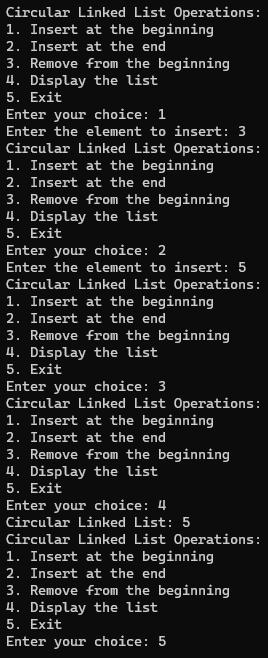 Circular Linked List Operations:
1. Insert at the beginning
2. Insert at the end
3. Remove from the beginning
4. Display the list
5. Exit
Enter your choice: 1
Enter the element to insert: 3
Circular Linked List Operations:
1. Insert at the beginning
2. Insert at the end
3. Remove from the beginning
4. Display the list
5. Exit
Enter your choice: 2
Enter the element to insert: 5
Circular Linked List Operations:
1. Insert at the beginning
2. Insert at the end
3. Remove from the beginning
4. Display the list
5. Exit
Enter your choice: 3
Circular Linked List Operations:
1. Insert at the beginning
2. Insert at the end
3. Remove from the beginning
4. Display the list
5. Exit
Enter your choice: 4
Circular Linked List: 5
Circular Linked List Operations:
1. Insert at the beginning
2. Insert at the end
3. Remove from the beginning
4. Display the list
5. Exit
Enter your choice: 5